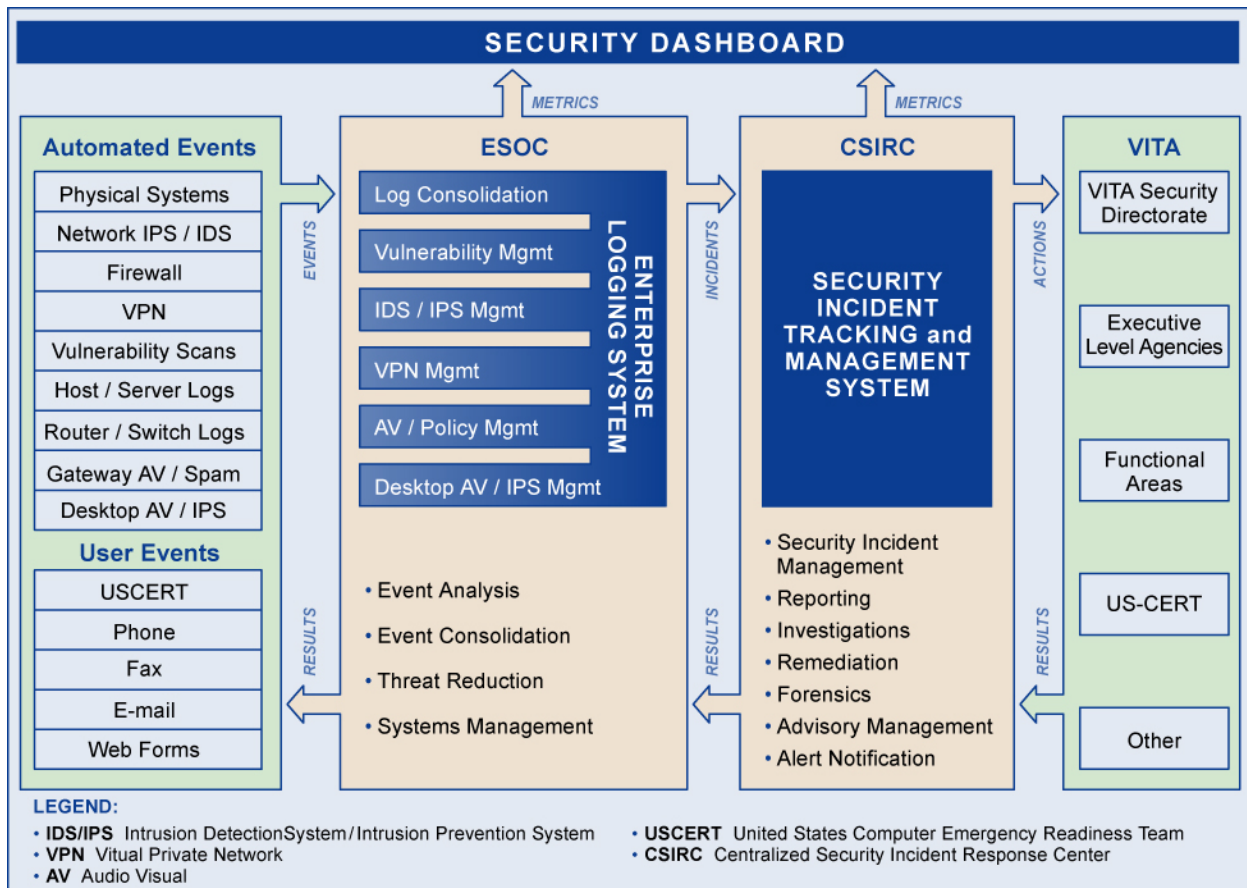 SECURITY DASHBOARD
METRICS
METRICS
Automated Events
Physical Systems
Network IPS / IDS
Firewall
VPN
Vulnerability Scans
Host / Server Logs
Router / Switch Logs
Gateway AV / Spam
Desktop AV / IPS
User Events
USCERT
Phone
Fax
E-mail
Web Forms
EVENTS
RESULTS
ESOC
Log Consolidation
Vulnerability Mgmt
IDS / IPS Mgmt
VPN Mgmt
AV / Policy Mgmt
Desktop AV / IPS Mgmt
ENTERPRISE
LOGGING SYSTEM
• Event Analysis
• Event Consolidation
• Threat Reduction
• Systems Management
INCIDENTS
RESULTS
CSIRC
SECURITY
INCIDENT
TRACKING and
MANAGEMENT
SYSTEM
• Security Incident
Management
• Reporting
• Investigations
• Remediation
• Forensics
• Advisory Management
• Alert Notification
ACTIONS
RESULTS
VITA
VITA Security
Directorate
Executive
Level Agencies
Functional
Areas
US-CERT
Other
LEGEND:
• IDS/IPS Intrusion DetectionSystem / Intrusion Prevention System
• VPN Vitual Private Network
• AV Audio Visual
• USCERT United States Computer Emergency Readiness Team
• CSIRC Centralized Security Incident Response Center